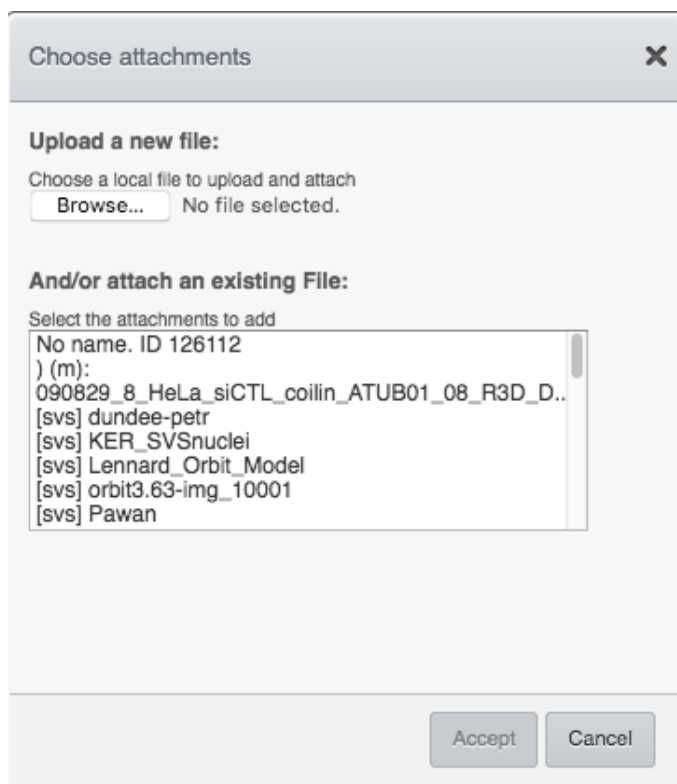 Choose attachments
Upload a new file:
Choose a local file to upload and attach
Browse... No file selected.
And/or attach an existing File:
Select the attachments to add
No name. ID 126112
) (m):
090829_8_HeLa_siCTL_coilin_ATUB01_08_R3D_D..
[svs] dundee-petr
[svs] KER_SVSnuclei
[svs] Lennard_Orbit_Model
[svs] orbit3.63-img_10001
[svs] Pawan
Accept Cancel